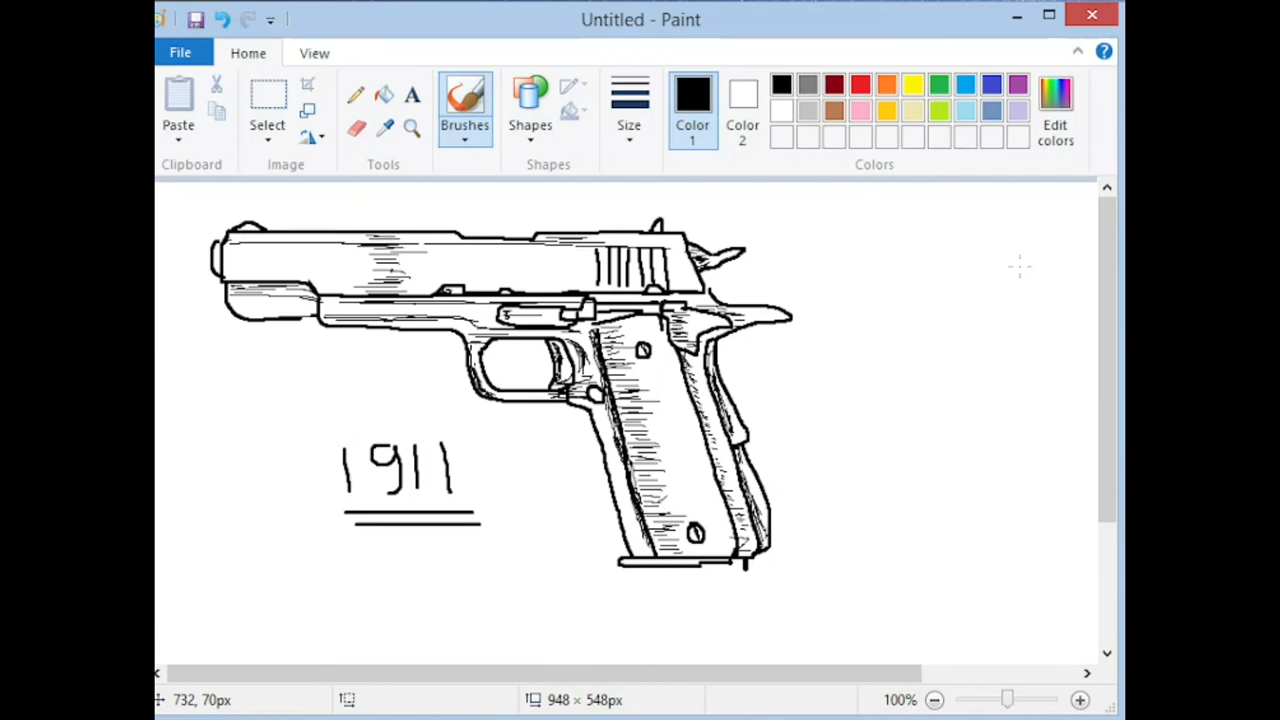 Untitled - Paint
File Home View
Paste Select Brushes Shapes Size Color 1 Color 2 Edit colors
Clipboard Image Tools Shapes Colors
1911
732, 70px 948 × 548px 100%